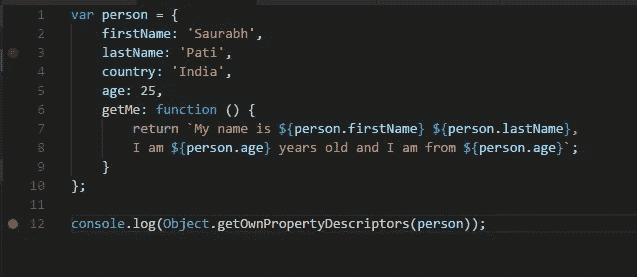 1 var person = {
2 firstName: 'Saurabh',
3 lastName: 'Pati',
4 country: 'India',
5 age: 25,
6 getMe: function () {
7 return `My name is ${person.firstName} ${person.lastName},
8 I am ${person.age} years old and I am from ${person.age}`;
9 }
10 };
11
12 console.log(Object.getOwnPropertyDescriptors(person));